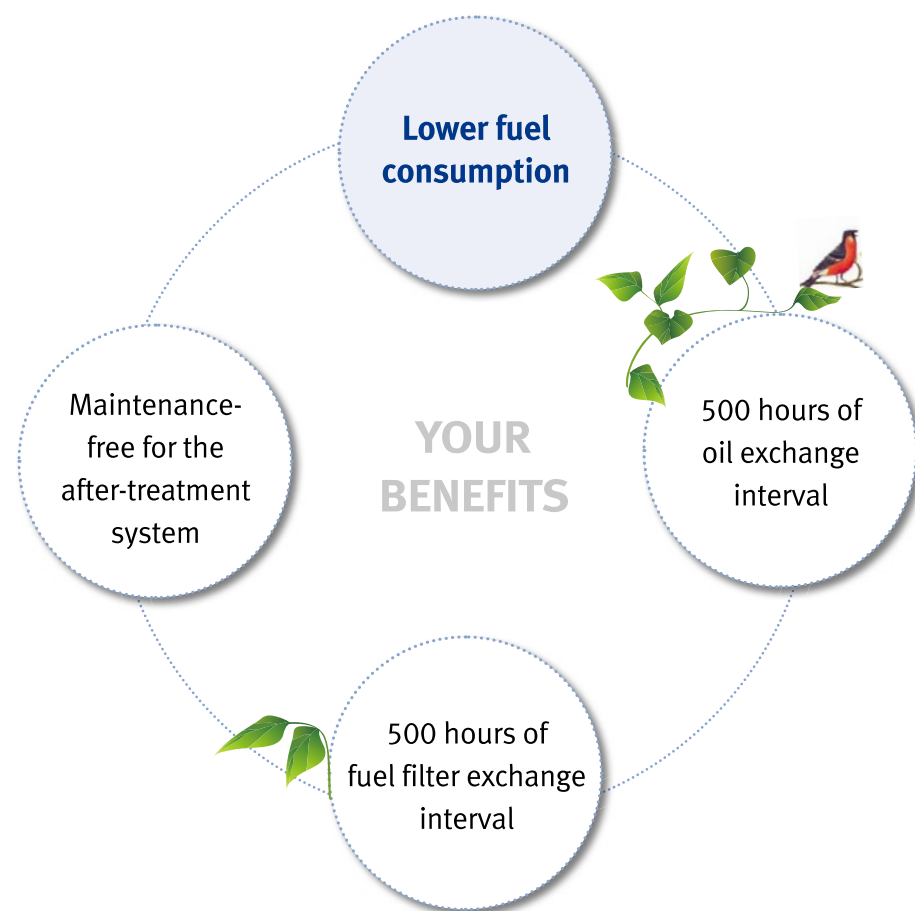 Lower fuel
consumption
500 hours of
oil exchange
interval
500 hours of
fuel filter exchange
interval
Maintenance-
free for the
after-treatment
system
YOUR
BENEFITS